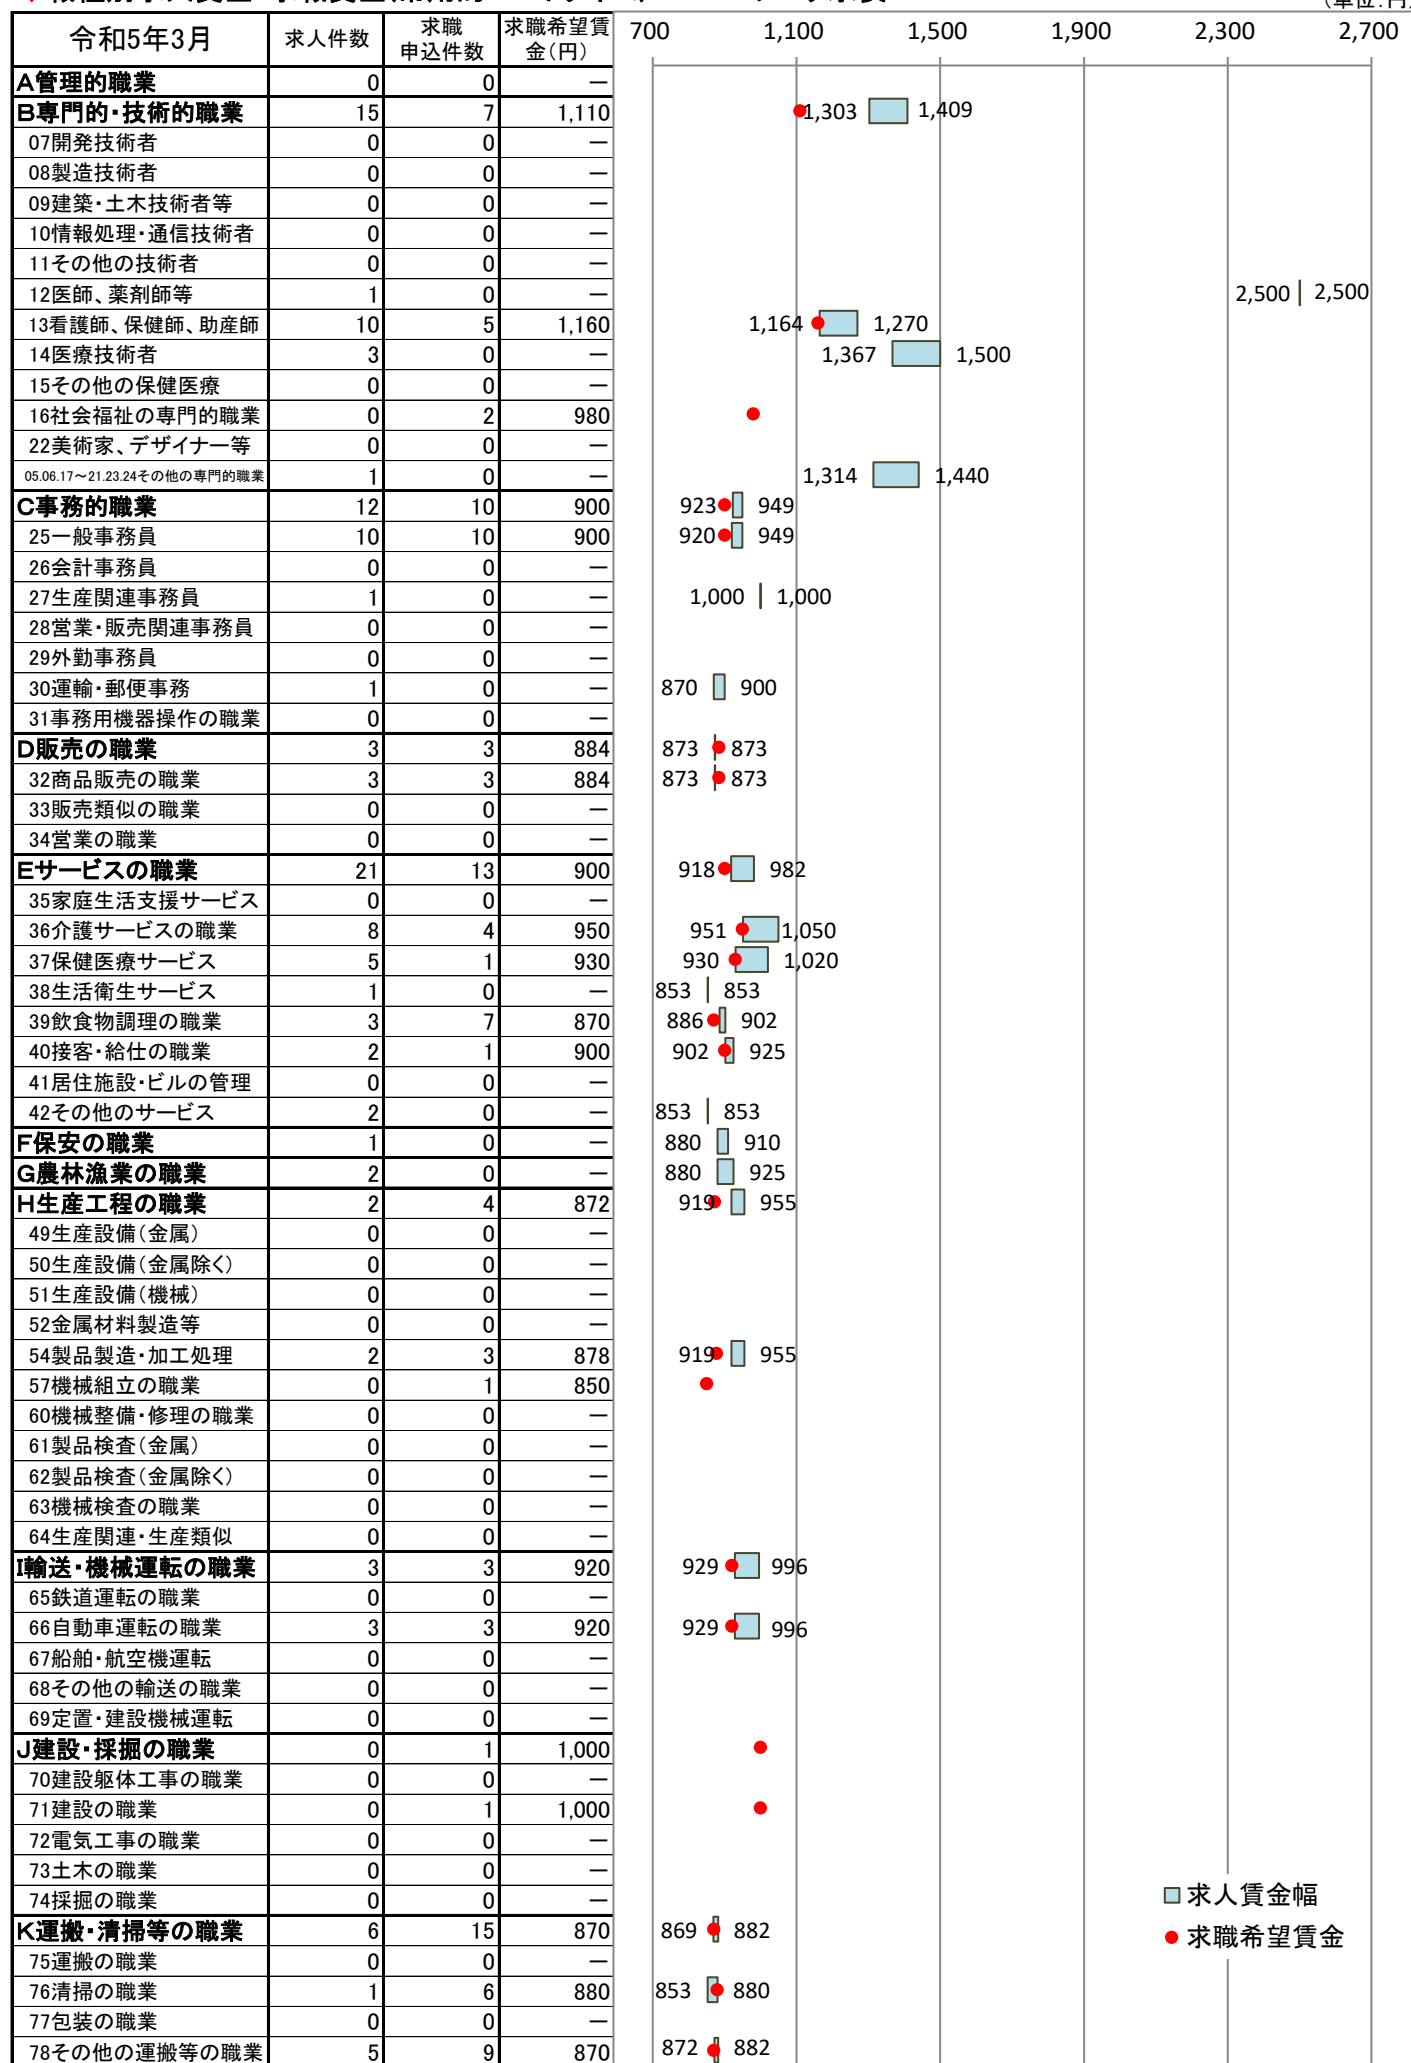 令和5年3月 求人件数 求職申込件数 求職希望賃金(円) 700 1,100 1,500 1,900 2,300 2,700
A管理的職業 0 0 ―
B専門的・技術的職業 15 7 1,110 1,303 1,409
07開発技術者 0 0 ―
08製造技術者 0 0 ―
09建築・土木技術者等 0 0 ―
10情報処理・通信技術者 0 0 ―
11その他の技術者 0 0 ―
12医師、薬剤師等 1 0 ― 2,500 2,500
13看護師、保健師、助産師 10 5 1,160 1,164 1,270
14医療技術者 3 0 ― 1,367 1,500
15その他の保健医療 0 0 ―
16社会福祉の専門的職業 0 2 980
22美術家、デザイナー等 0 0 ―
05.06.17～21.23.24その他の専門的職業 1 0 ― 1,314 1,440
C事務的職業 12 10 900 923 949
25一般事務員 10 10 900 920 949
26会計事務員 0 0 ―
27生産関連事務員 1 0 ― 1,000 1,000
28営業・販売関連事務員 0 0 ―
29外勤事務員 0 0 ―
30運輸・郵便事務 1 0 ― 870 900
31事務用機器操作の職業 0 0 ―
D販売の職業 3 3 884 873 873
32商品販売の職業 3 3 884 873 873
33販売類似の職業 0 0 ―
34営業の職業 0 0 ―
Eサービスの職業 21 13 900 918 982
35家庭生活支援サービス 0 0 ―
36介護サービスの職業 8 4 950 951 1,050
37保健医療サービス 5 1 930 930 1,020
38生活衛生サービス 1 0 ― 853 853
39飲食物調理の職業 3 7 870 886 902
40接客・給仕の職業 2 1 900 902 925
41居住施設・ビルの管理 0 0 ―
42その他のサービス 2 0 ― 853 853
F保安の職業 1 0 ― 880 910
G農林漁業の職業 2 0 ― 880 925
H生産工程の職業 2 4 872 919 955
49生産設備(金属) 0 0 ―
50生産設備(金属除く) 0 0 ―
51生産設備(機械) 0 0 ―
52金属材料製造等 0 0 ―
54製品製造・加工処理 2 3 878 919 955
57機械組立の職業 0 1 850
60機械整備・修理の職業 0 0 ―
61製品検査(金属) 0 0 ―
62製品検査(金属除く) 0 0 ―
63機械検査の職業 0 0 ―
64生産関連・生産類似 0 0 ―
I輸送・機械運転の職業 3 3 920 929 996
65鉄道運転の職業 0 0 ―
66自動車運転の職業 3 3 920 929 996
67船舶・航空機運転 0 0 ―
68その他の輸送の職業 0 0 ―
69定置・建設機械運転 0 0 ―
J建設・採掘の職業 0 1 1,000
70建設躯体工事の職業 0 0 ―
71建設の職業 0 1 1,000
72電気工事の職業 0 0 ―
73土木の職業 0 0 ―
74採掘の職業 0 0 ― 求人賃金幅
K運搬・清掃等の職業 6 15 870 869 882 求職希望賃金
75運搬の職業 0 0 ―
76清掃の職業 1 6 880 853 880
77包装の職業 0 0 ―
78その他の運搬等の職業 5 9 870 872 882